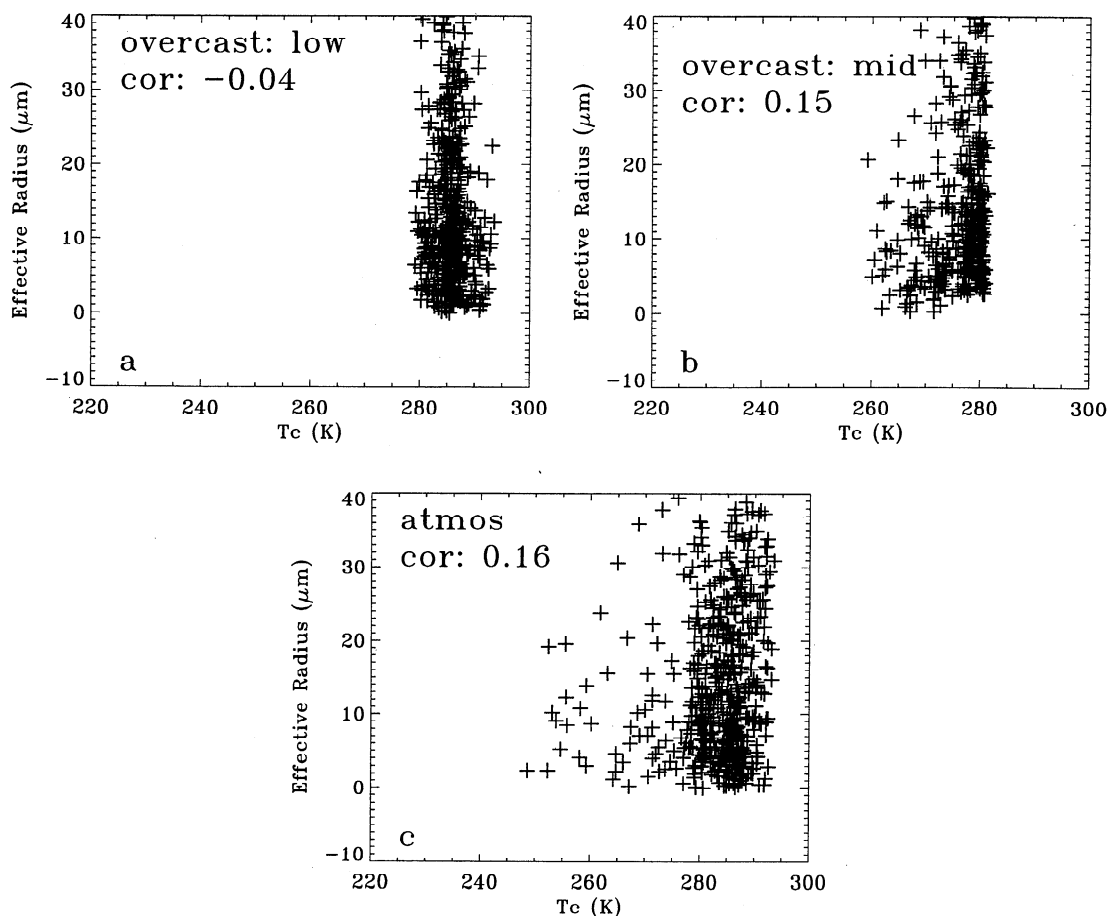 overcast: low
cor: −0.04
40
30
20
10
0
−10
Effective Radius (μm)
a
220 240 260 280 300
Tc (K)
overcast: mid
cor: 0.15
40
30
20
10
0
−10
Effective Radius (μm)
b
220 240 260 280 300
Tc (K)
atmos
cor: 0.16
40
30
20
10
0
−10
Effective Radius (μm)
c
220 240 260 280 300
Tc (K)